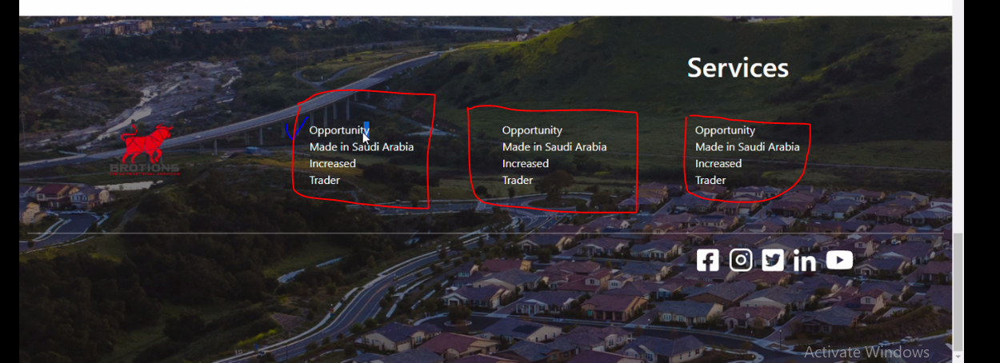 Services
Opportunity
Made in Saudi Arabia
Increased
Trader
Opportunity
Made in Saudi Arabia
Increased
Trader
Opportunity
Made in Saudi Arabia
Increased
Trader
BROTIONS
Activate Windows